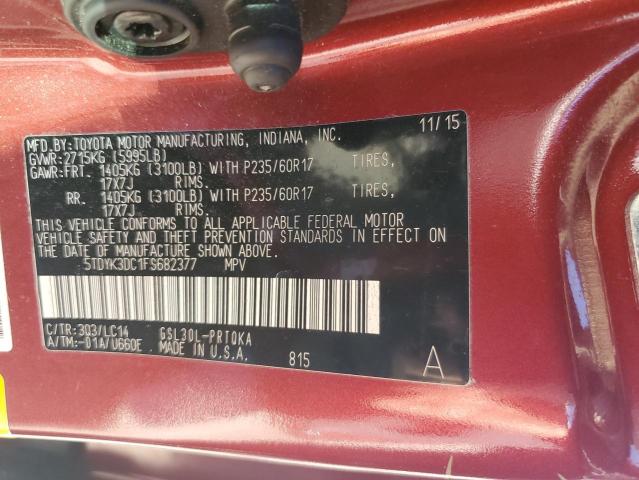 MFD.BY:TOYOTA MOTOR MANUFACTURING, INDIANA, INC. 11/15
GVWR:2715KG (5995LB)
GAWR:FRT. 1405KG (3100LB) WITH P235/60R17 TIRES,
17X7J RIMS.
RR. 1405KG (3100LB) WITH P235/60R17 TIRES,
17X7J RIMS.
THIS VEHICLE CONFORMS TO ALL APPLICABLE FEDERAL MOTOR
VEHICLE SAFETY AND THEFT PREVENTION STANDARDS IN EFFECT
ON THE DATE OF MANUFACTURE SHOWN ABOVE.
5TDYK3DC1FS682377 MPV
C/TR:3Q3/LC14 GSL30L-PRTQKA
A/TM:-01A/U660E MADE IN U.S.A. 815 A